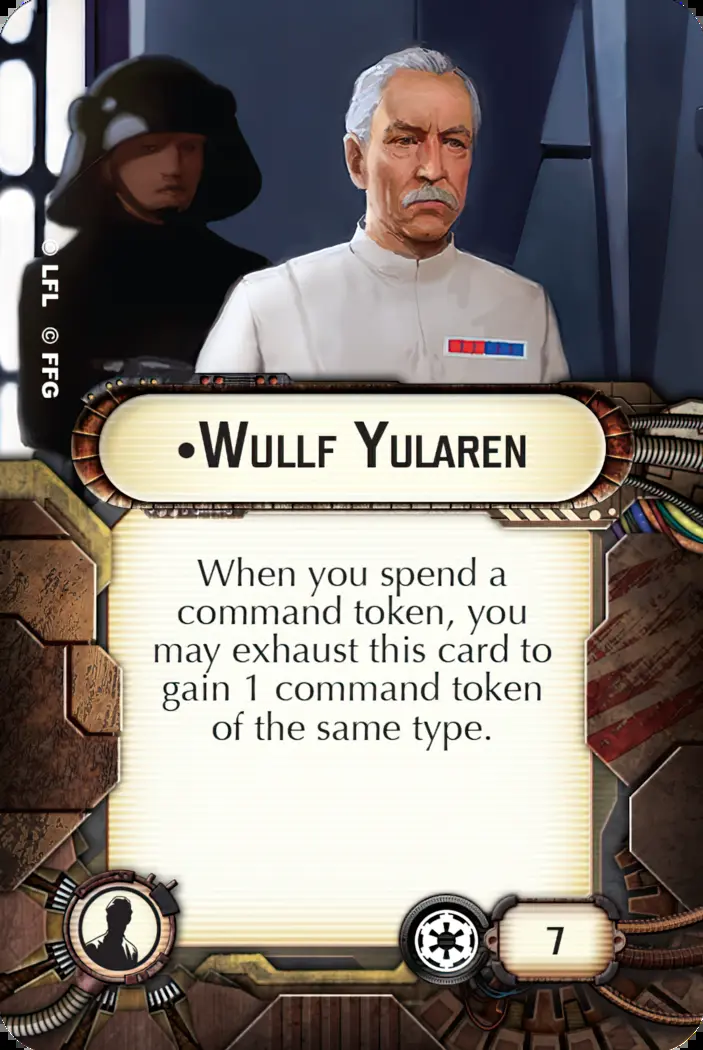 © LFL © FFG
•Wullf Yularen
When you spend a
command token, you
may exhaust this card to
gain 1 command token
of the same type.
7